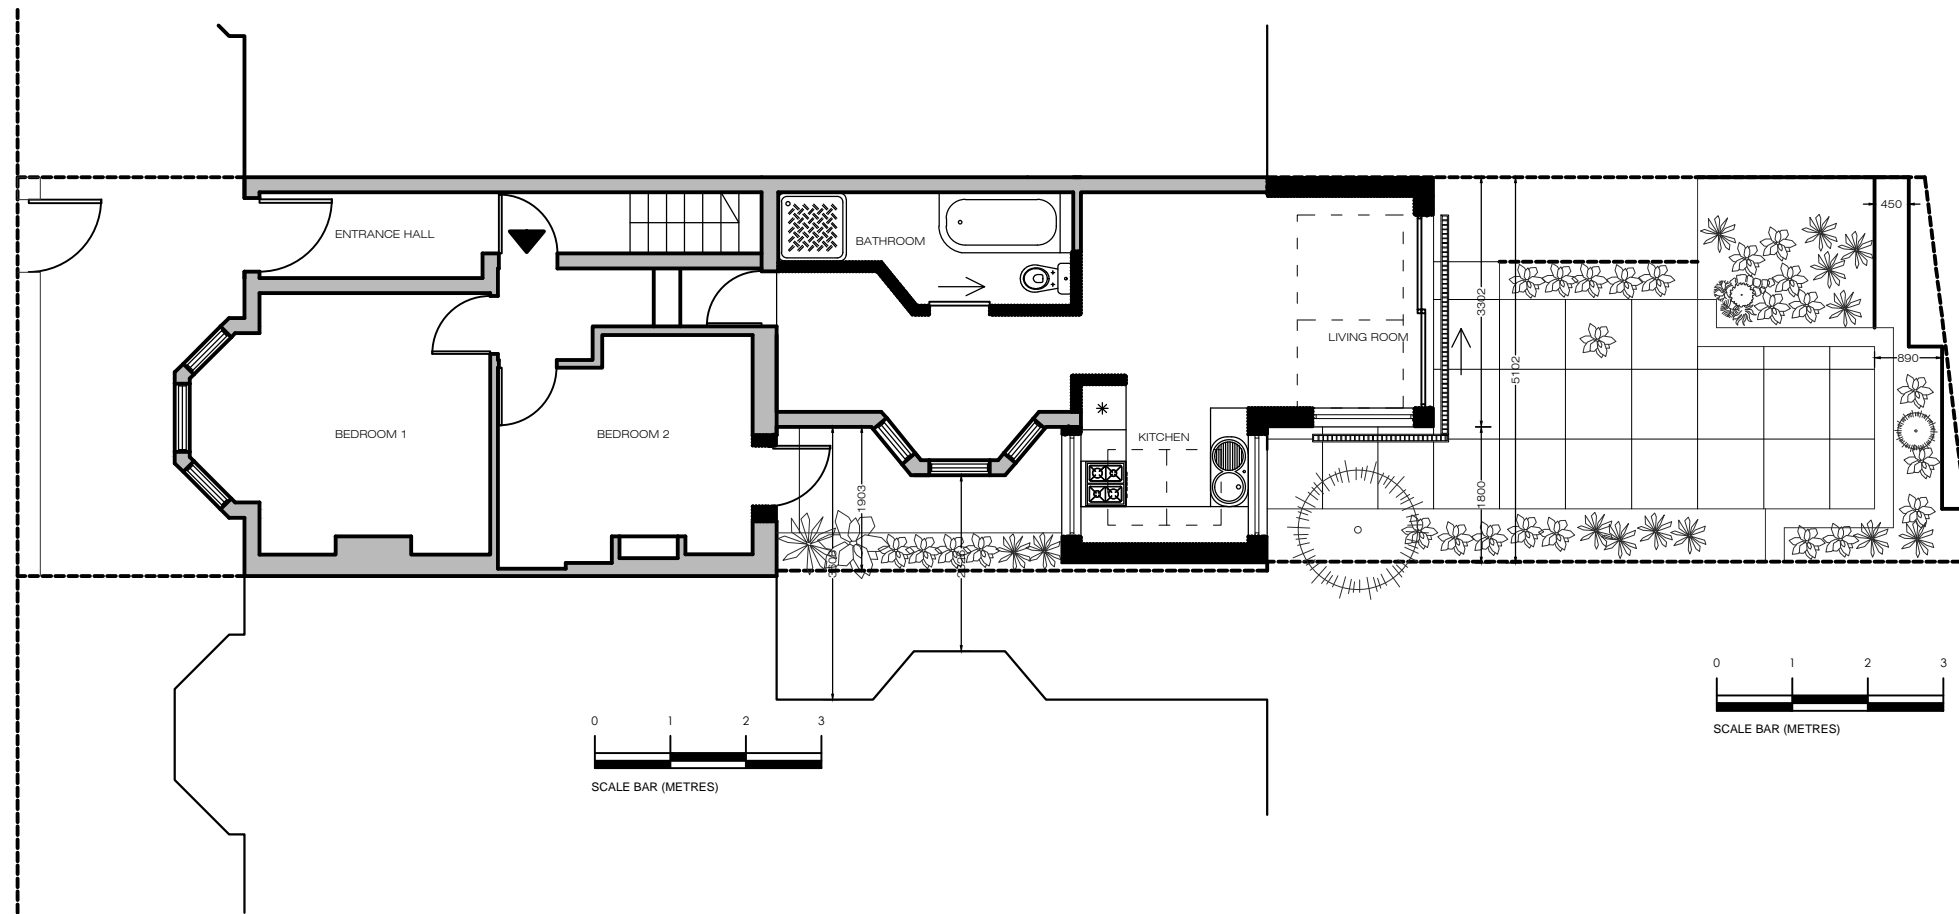 450
ENTRANCE HALL
BATHROOM
3302
LIVING ROOM
890
5102
BEDROOM 1
BEDROOM 2
KITCHEN
1903
1800
0 1 2 3
SCALE BAR (METRES)
0 1 2 3
SCALE BAR (METRES)